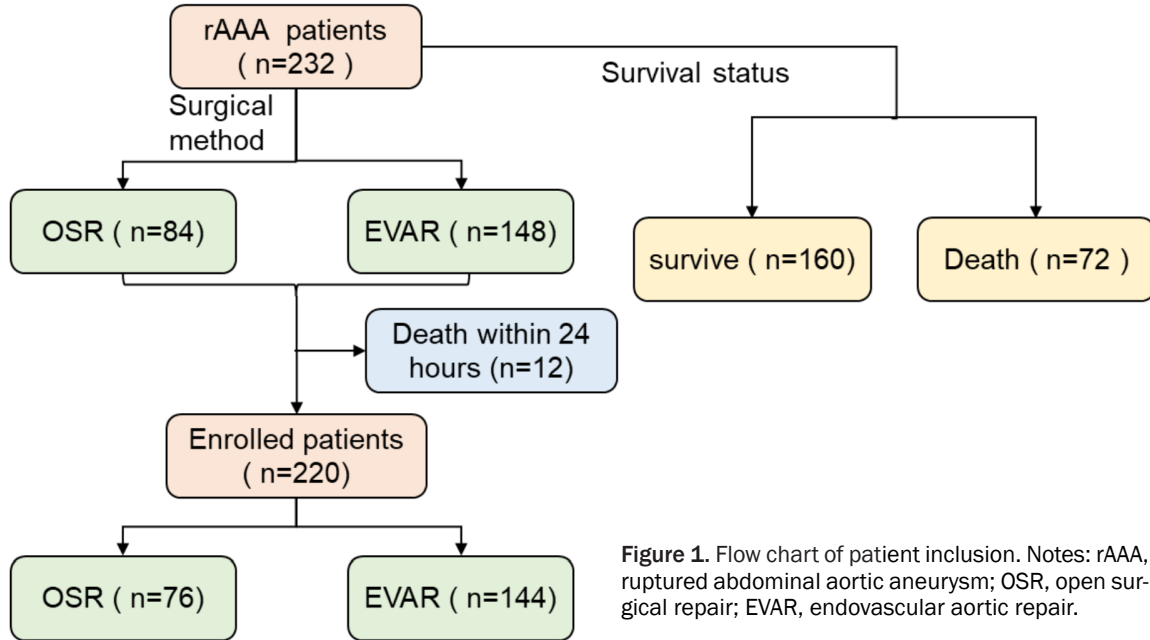 rAAA patients
( n=232 )
Survival status
Surgical
method
OSR ( n=84)
EVAR ( n=148)
survive ( n=160)
Death ( n=72 )
Death within 24
hours (n=12)
Enrolled patients
( n=220)
OSR ( n=76)
EVAR ( n=144)
Figure 1. Flow chart of patient inclusion. Notes: rAAA,
ruptured abdominal aortic aneurysm; OSR, open sur-
gical repair; EVAR, endovascular aortic repair.